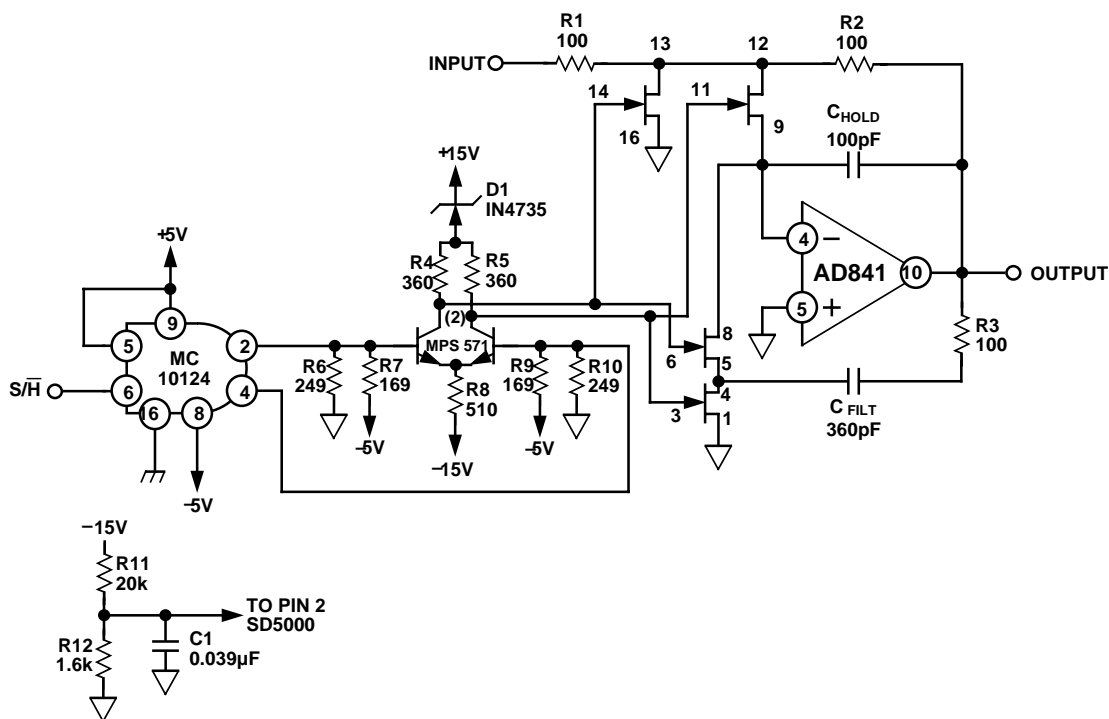 R1
100
13
12
R2
100
INPUT
14
11
16
9
CHOLD
100pF
+15V
D1
IN4735
+5V
R4
360
R5
360
4
−
AD841
10
OUTPUT
5
+
(2)
9
5
2
MC
10124
MPS 571
8
R3
100
6
5
S/H̅
6
4
R6
249
R7
169
R9
169
R10
249
16
8
R8
510
4
3
1
CFILT
360pF
−5V
−5V
−15V
−5V
−15V
R11
20k
TO PIN 2
SD5000
R12
1.6k
C1
0.039µF